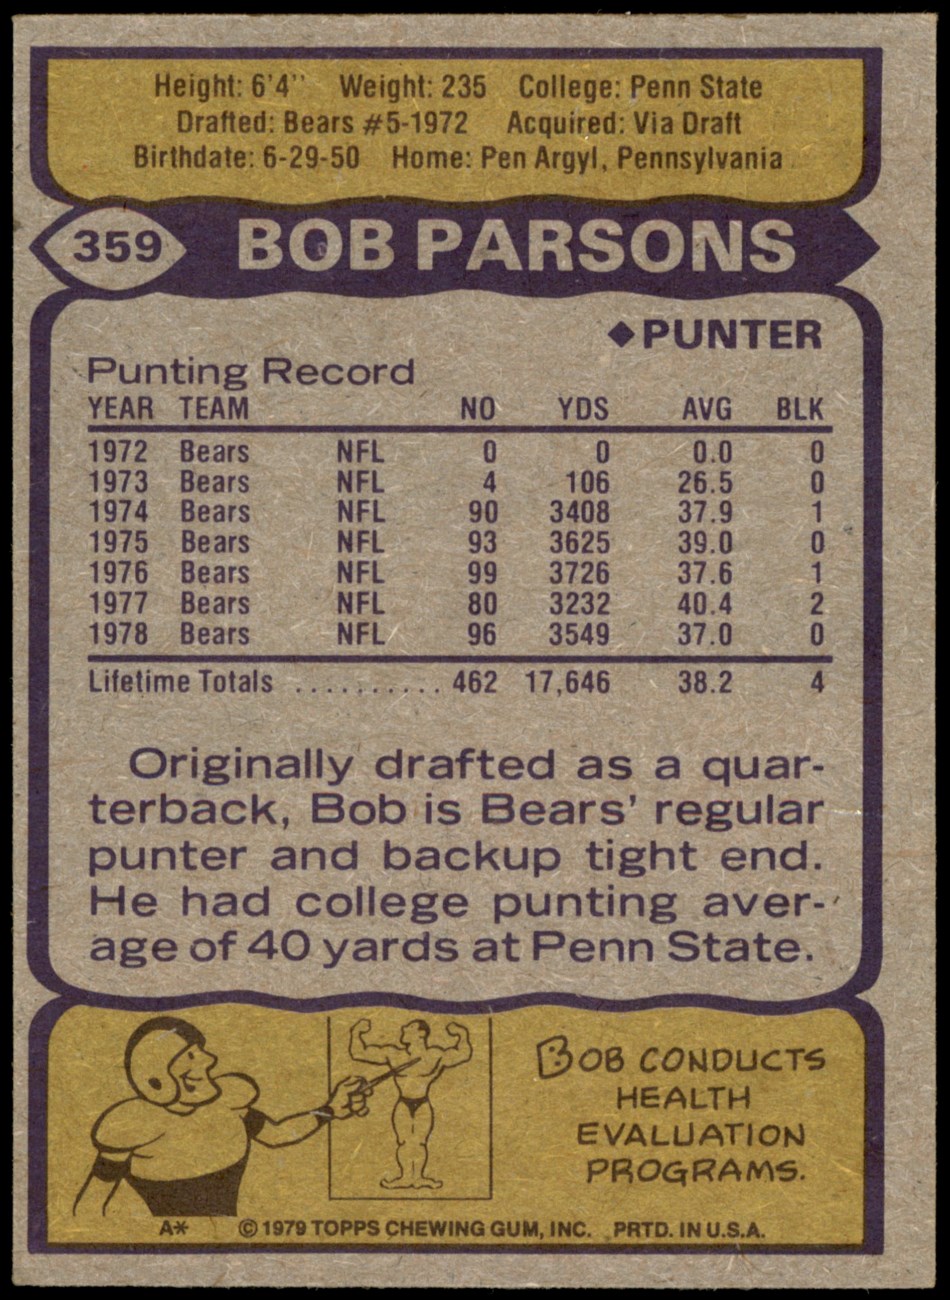 Height: 6'4'' Weight: 235 College: Penn State
Drafted: Bears #5-1972 Acquired: Via Draft
Birthdate: 6-29-50 Home: Pen Argyl, Pennsylvania
359 BOB PARSONS
◆PUNTER
Punting Record
YEAR TEAM NO YDS AVG BLK
1972 Bears NFL 0 0 0.0 0
1973 Bears NFL 4 106 26.5 0
1974 Bears NFL 90 3408 37.9 1
1975 Bears NFL 93 3625 39.0 0
1976 Bears NFL 99 3726 37.6 1
1977 Bears NFL 80 3232 40.4 2
1978 Bears NFL 96 3549 37.0 0
Lifetime Totals .......... 462 17,646 38.2 4
Originally drafted as a quar-
terback, Bob is Bears' regular
punter and backup tight end.
He had college punting aver-
age of 40 yards at Penn State.
BOB CONDUCTS
HEALTH
EVALUATION
PROGRAMS.
A* © 1979 TOPPS CHEWING GUM, INC. PRTD. IN U.S.A.